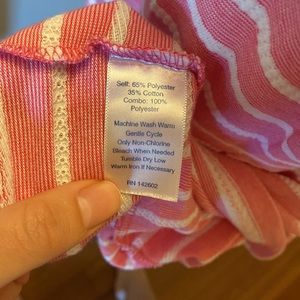 Self: 65% Polyester
35% Cotton
Combo: 100%
Polyester
Machine Wash Warm
Gentle Cycle
Only Non-Chlorine
Bleach When Needed
Tumble Dry Low
Warm Iron if Necessary
RN 142602